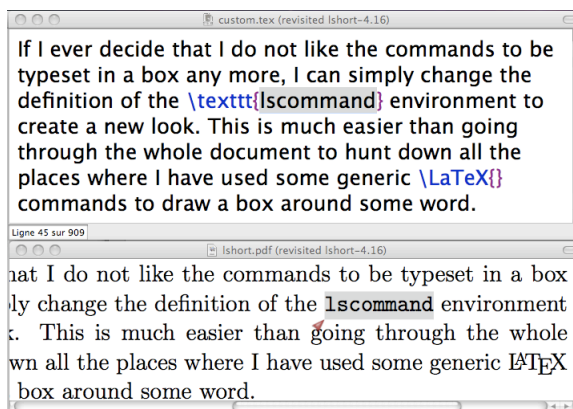 custom.tex (revisited lshort-4.16)
If I ever decide that I do not like the commands to be
typeset in a box any more, I can simply change the
definition of the \texttt{lscommand} environment to
create a new look. This is much easier than going
through the whole document to hunt down all the
places where I have used some generic \LaTeX{}
commands to draw a box around some word.
Ligne 45 sur 909
lshort.pdf (revisited lshort-4.16)
hat I do not like the commands to be typeset in a box
ly change the definition of the lscommand environment
. This is much easier than going through the whole
wn all the places where I have used some generic LATEX
box around some word.